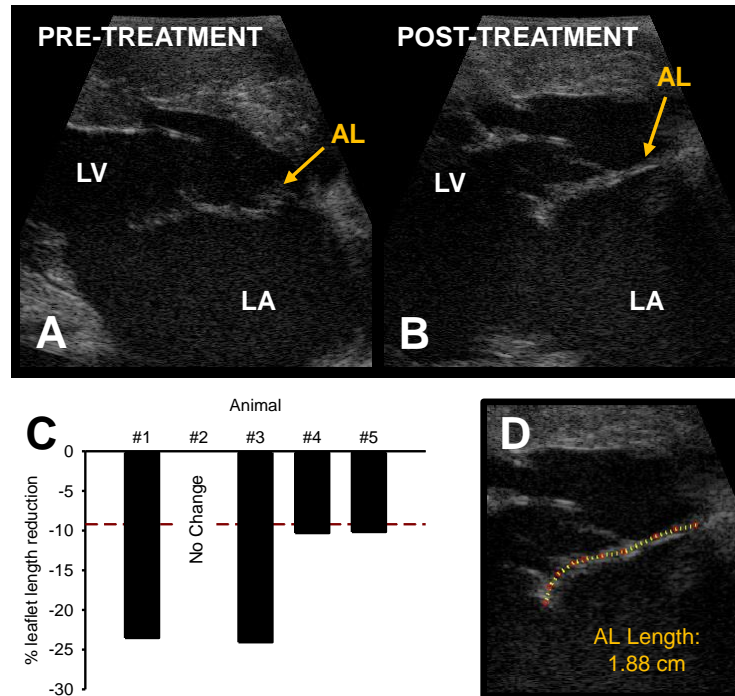 PRE-TREATMENT
AL
LV
LA
A
POST-TREATMENT
AL
LV
LA
B
C
Animal
#1 #2 #3 #4 #5
% leaflet length reduction
0
-5
-10
-15
-20
-25
-30
No Change
D
AL Length:
1.88 cm